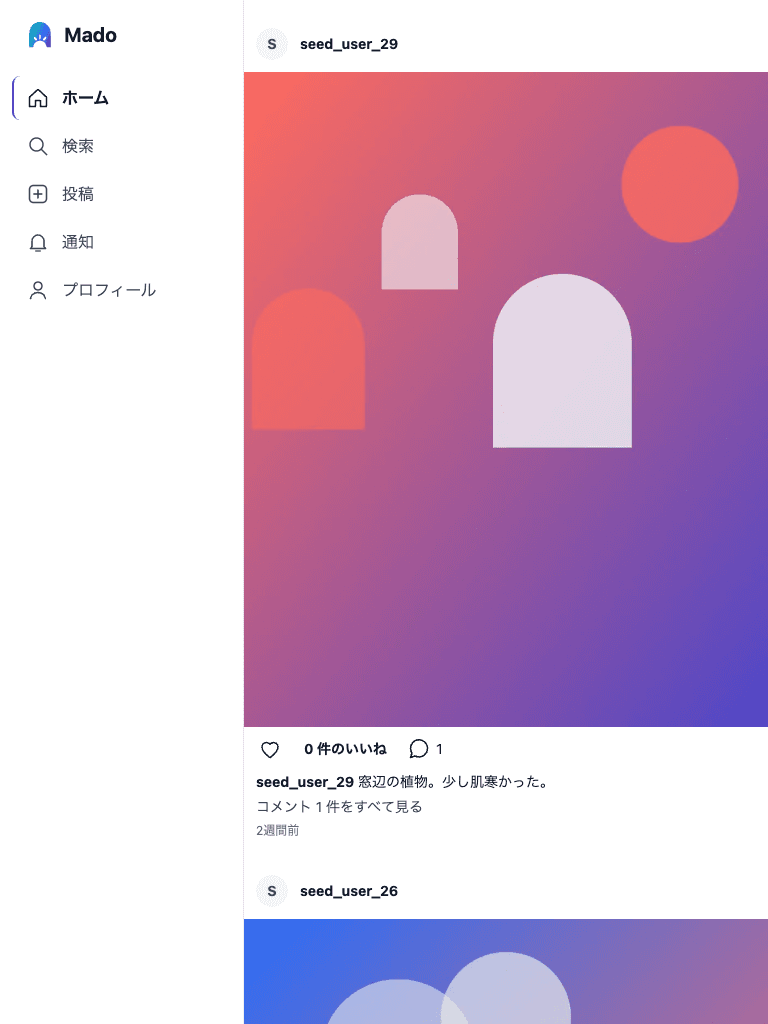 Mado
ホーム
検索
投稿
通知
プロフィール
S seed_user_29
0 件のいいね 1
seed_user_29 窓辺の植物。少し肌寒かった。
コメント 1 件をすべて見る
2週間前
S seed_user_26